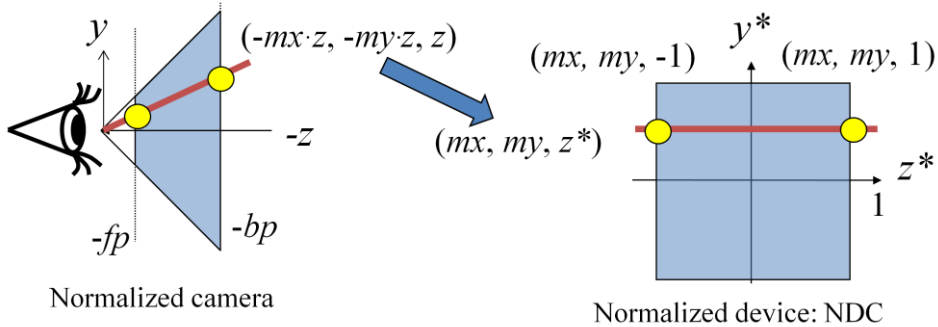 y
(-mx·z, -my·z, z)
-z
-fp
-bp
Normalized camera
(mx, my, z*)
y*
(mx, my, -1)
(mx, my, 1)
z*
1
Normalized device: NDC